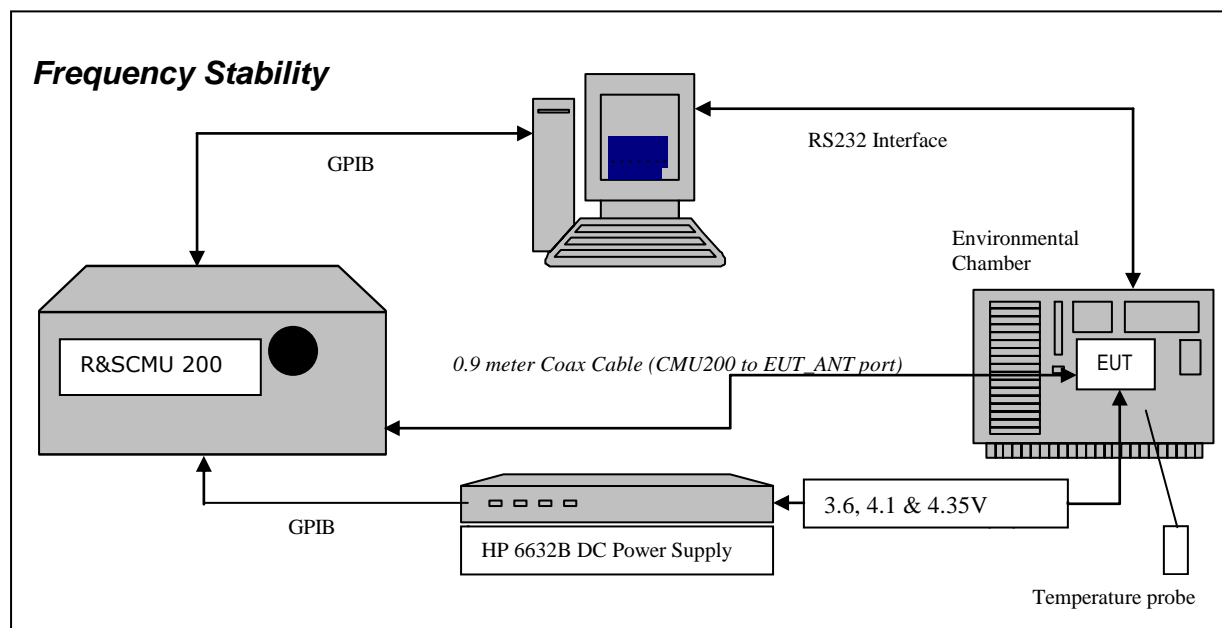 Frequency Stability
GPIB
RS232 Interface
Environmental
Chamber
R&SCMU 200
0.9 meter Coax Cable (CMU200 to EUT_ANT port)
EUT
3.6, 4.1 & 4.35V
GPIB
HP 6632B DC Power Supply
Temperature probe